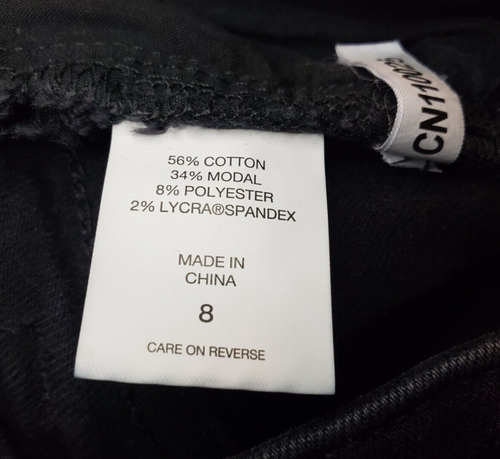 56% COTTON
34% MODAL
8% POLYESTER
2% LYCRA®SPANDEX
MADE IN
CHINA
8
CARE ON REVERSE